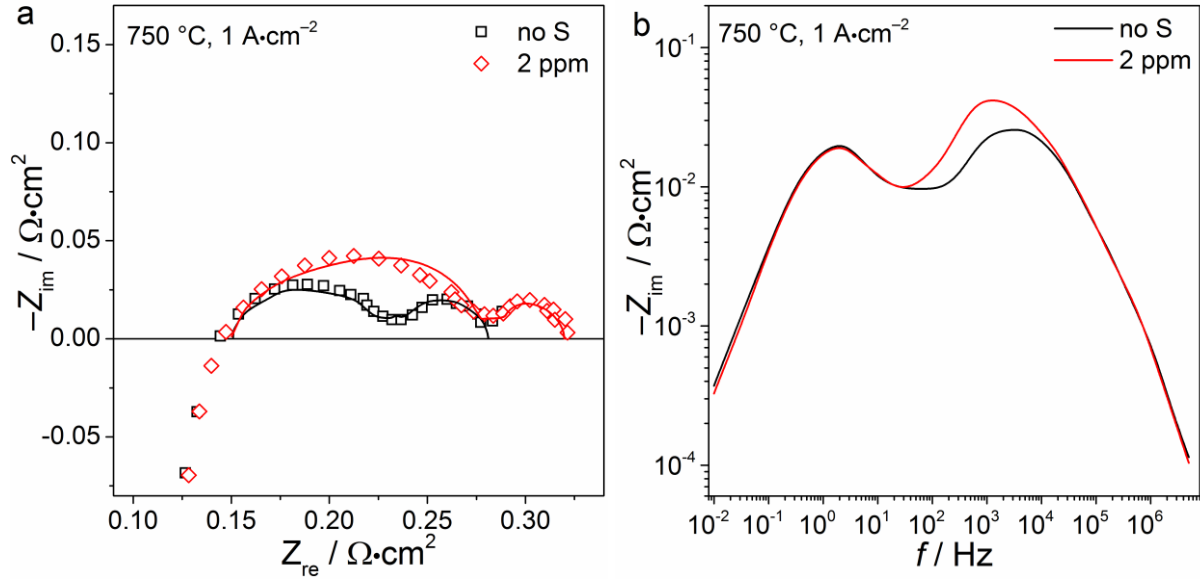 a
750 °C, 1 A•cm⁻²
no S
2 ppm
0.15
0.10
0.05
0.00
-0.05
−Z_im / Ω•cm²
0.10 0.15 0.20 0.25 0.30
Z_re / Ω•cm²
b
750 °C, 1 A•cm⁻²
no S
2 ppm
10⁻¹
10⁻²
10⁻³
10⁻⁴
−Z_im / Ω•cm²
10⁻² 10⁻¹ 10⁰ 10¹ 10² 10³ 10⁴ 10⁵ 10⁶
f / Hz